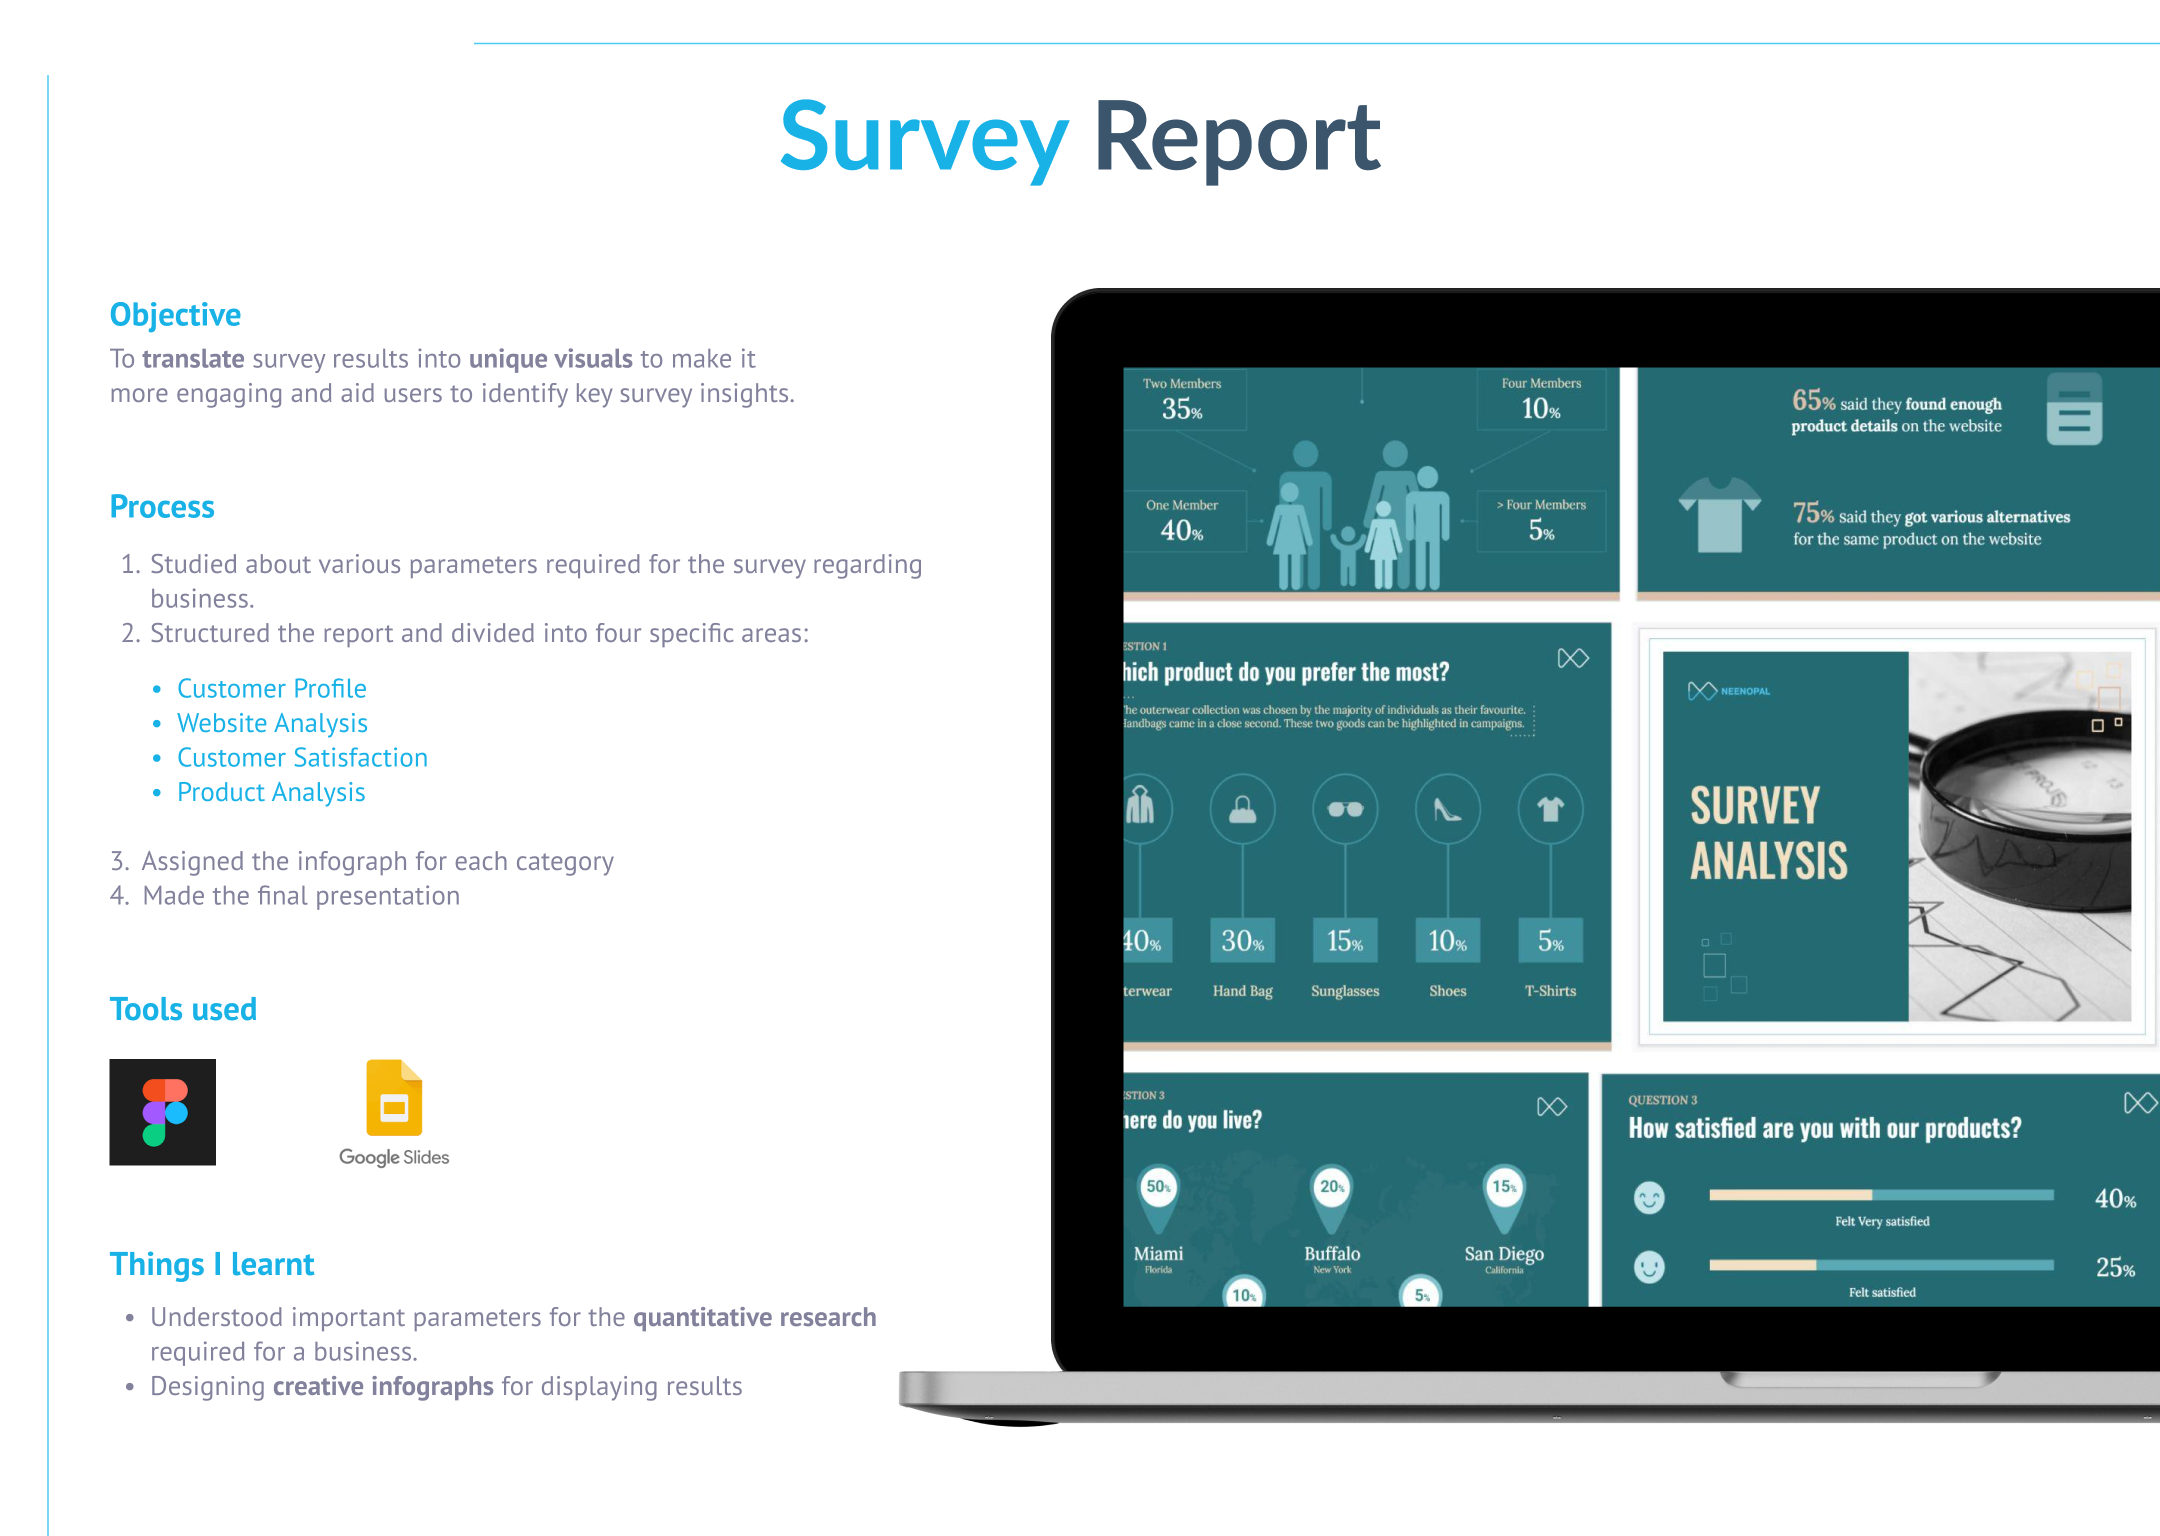 Survey Report
Objective
To translate survey results into unique visuals to make it
more engaging and aid users to identify key survey insights.
Process
1. Studied about various parameters required for the survey regarding
business.
2. Structured the report and divided into four specific areas:
• Customer Profile
• Website Analysis
• Customer Satisfaction
• Product Analysis
3. Assigned the infograph for each category
4. Made the final presentation
Tools used
Google Slides
Things I learnt
• Understood important parameters for the quantitative research
required for a business.
• Designing creative infographs for displaying results
Two Members
35%
Four Members
10%
One Member
40%
> Four Members
5%
65% said they found enough
product details on the website
75% said they got various alternatives
for the same product on the website
ESTION 1
hich product do you prefer the most?
he outerwear collection was chosen by the majority of individuals as their favourite.
Handbags came in a close second. These two goods can be highlighted in campaigns.
40% 30% 15% 10% 5%
terwear Hand Bag Sunglasses Shoes T-Shirts
NEENOPAL
SURVEY
ANALYSIS
ESTION 3
here do you live?
50% 20% 15%
Miami Buffalo San Diego
Florida New York California
10% 5%
QUESTION 3
How satisfied are you with our products?
40%
Felt Very satisfied
25%
Felt satisfied